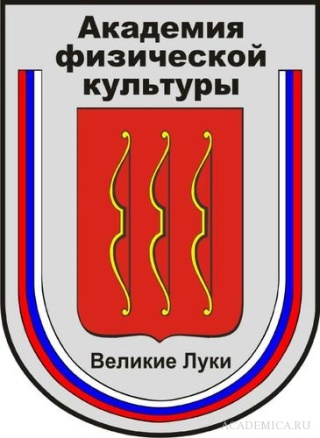 Академия
физической
культуры
Великие Луки
ACADEMICA.RU